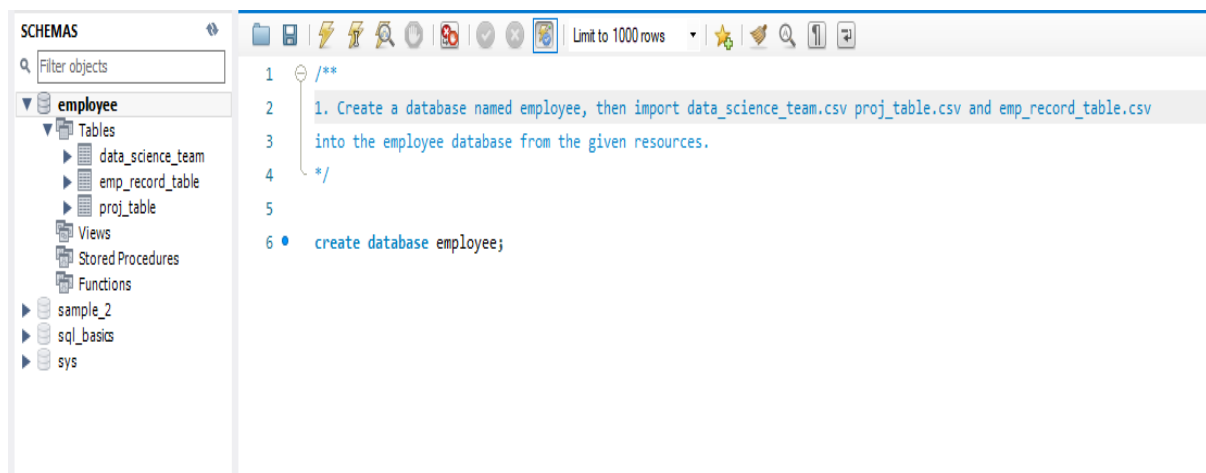 SCHEMAS
Filter objects
employee
Tables
data_science_team
emp_record_table
proj_table
Views
Stored Procedures
Functions
sample_2
sql_basics
sys
Limit to 1000 rows
1 /**
2 1. Create a database named employee, then import data_science_team.csv proj_table.csv and emp_record_table.csv
3 into the employee database from the given resources.
4 */
5
6 create database employee;